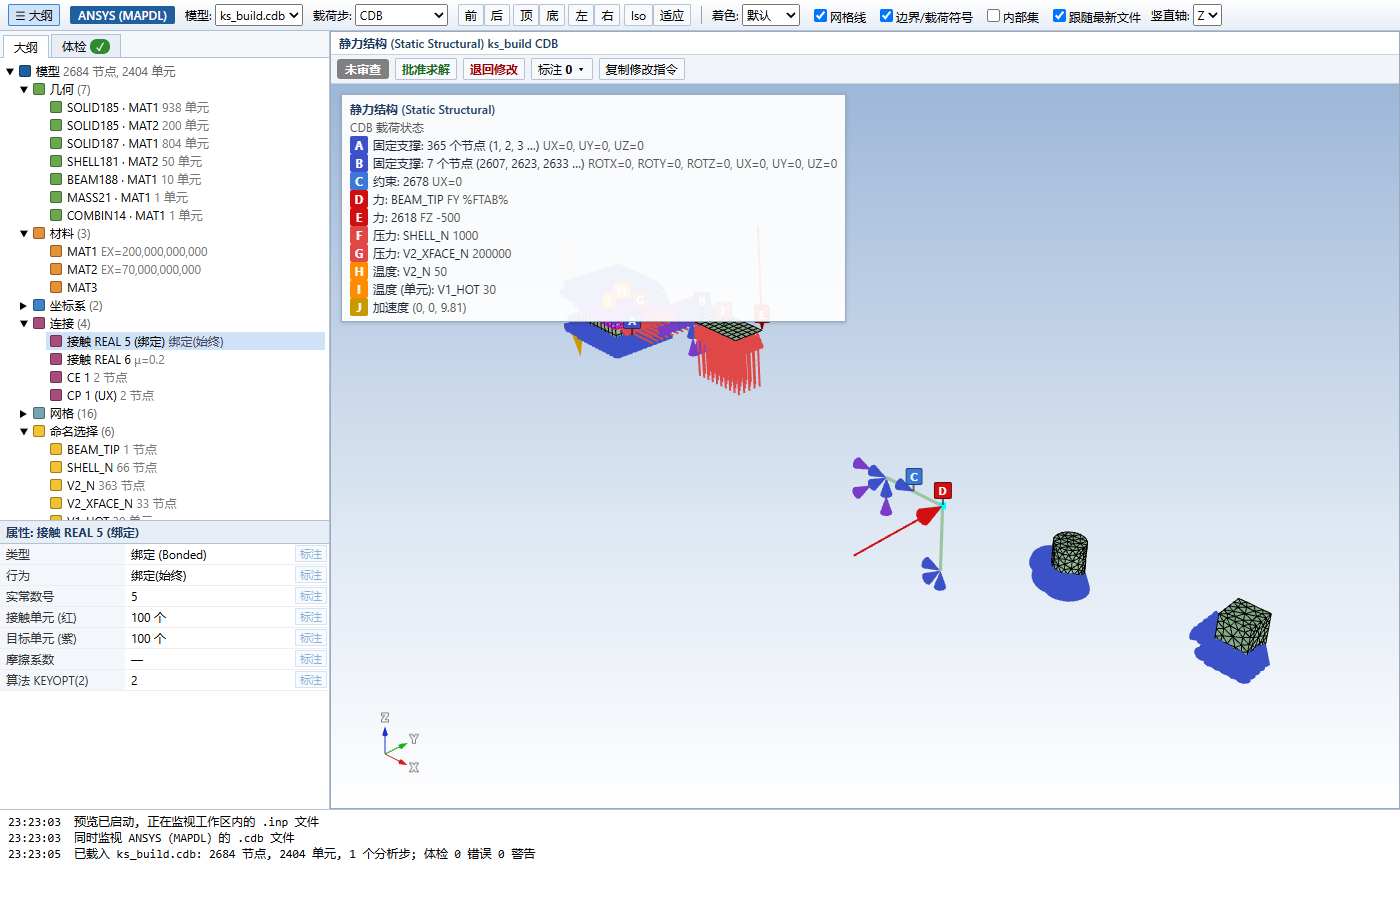 ☰ 大纲 ANSYS (MAPDL) 模型: ks_build.cdb 载荷步: CDB 前 后 顶 底 左 右 Iso 适应 着色: 默认 网格线 边界/载荷符号 内部集 跟随最新文件 竖直轴: Z
大纲 体检 ✓
模型 2684 节点, 2404 单元
几何 (7)
SOLID185 · MAT1 938 单元
SOLID185 · MAT2 200 单元
SOLID187 · MAT1 804 单元
SHELL181 · MAT2 50 单元
BEAM188 · MAT1 10 单元
MASS21 · MAT1 1 单元
COMBIN14 · MAT1 1 单元
材料 (3)
MAT1 EX=200,000,000,000
MAT2 EX=70,000,000,000
MAT3
坐标系 (2)
连接 (4)
接触 REAL 5 (绑定) 绑定(始终)
接触 REAL 6 μ=0.2
CE 1 2 节点
CP 1 (UX) 2 节点
网格 (16)
命名选择 (6)
BEAM_TIP 1 节点
SHELL_N 66 节点
V2_N 363 节点
V2_XFACE_N 33 节点
V1_HOT 30 单元
属性: 接触 REAL 5 (绑定)
类型 绑定 (Bonded) 标注
行为 绑定(始终) 标注
实常数号 5 标注
接触单元 (红) 100 个 标注
目标单元 (紫) 100 个 标注
摩擦系数 — 标注
算法 KEYOPT(2) 2 标注
静力结构 (Static Structural) ks_build CDB
未审查 批准求解 退回修改 标注 0 复制修改指令
静力结构 (Static Structural)
CDB 载荷状态
A 固定支撑: 365 个节点 (1, 2, 3 ...) UX=0, UY=0, UZ=0
B 固定支撑: 7 个节点 (2607, 2623, 2633 ...) ROTX=0, ROTY=0, ROTZ=0, UX=0, UY=0, UZ=0
C 约束: 2678 UX=0
D 力: BEAM_TIP FY %FTAB%
E 力: 2618 FZ -500
F 压力: SHELL_N 1000
G 压力: V2_XFACE_N 200000
H 温度: V2_N 50
I 温度 (单元): V1_HOT 30
J 加速度 (0, 0, 9.81)
A
C
D
Z
Y
X
23:23:03 预览已启动, 正在监视工作区内的 .inp 文件
23:23:03 同时监视 ANSYS (MAPDL) 的 .cdb 文件
23:23:05 已载入 ks_build.cdb: 2684 节点, 2404 单元, 1 个分析步; 体检 0 错误 0 警告